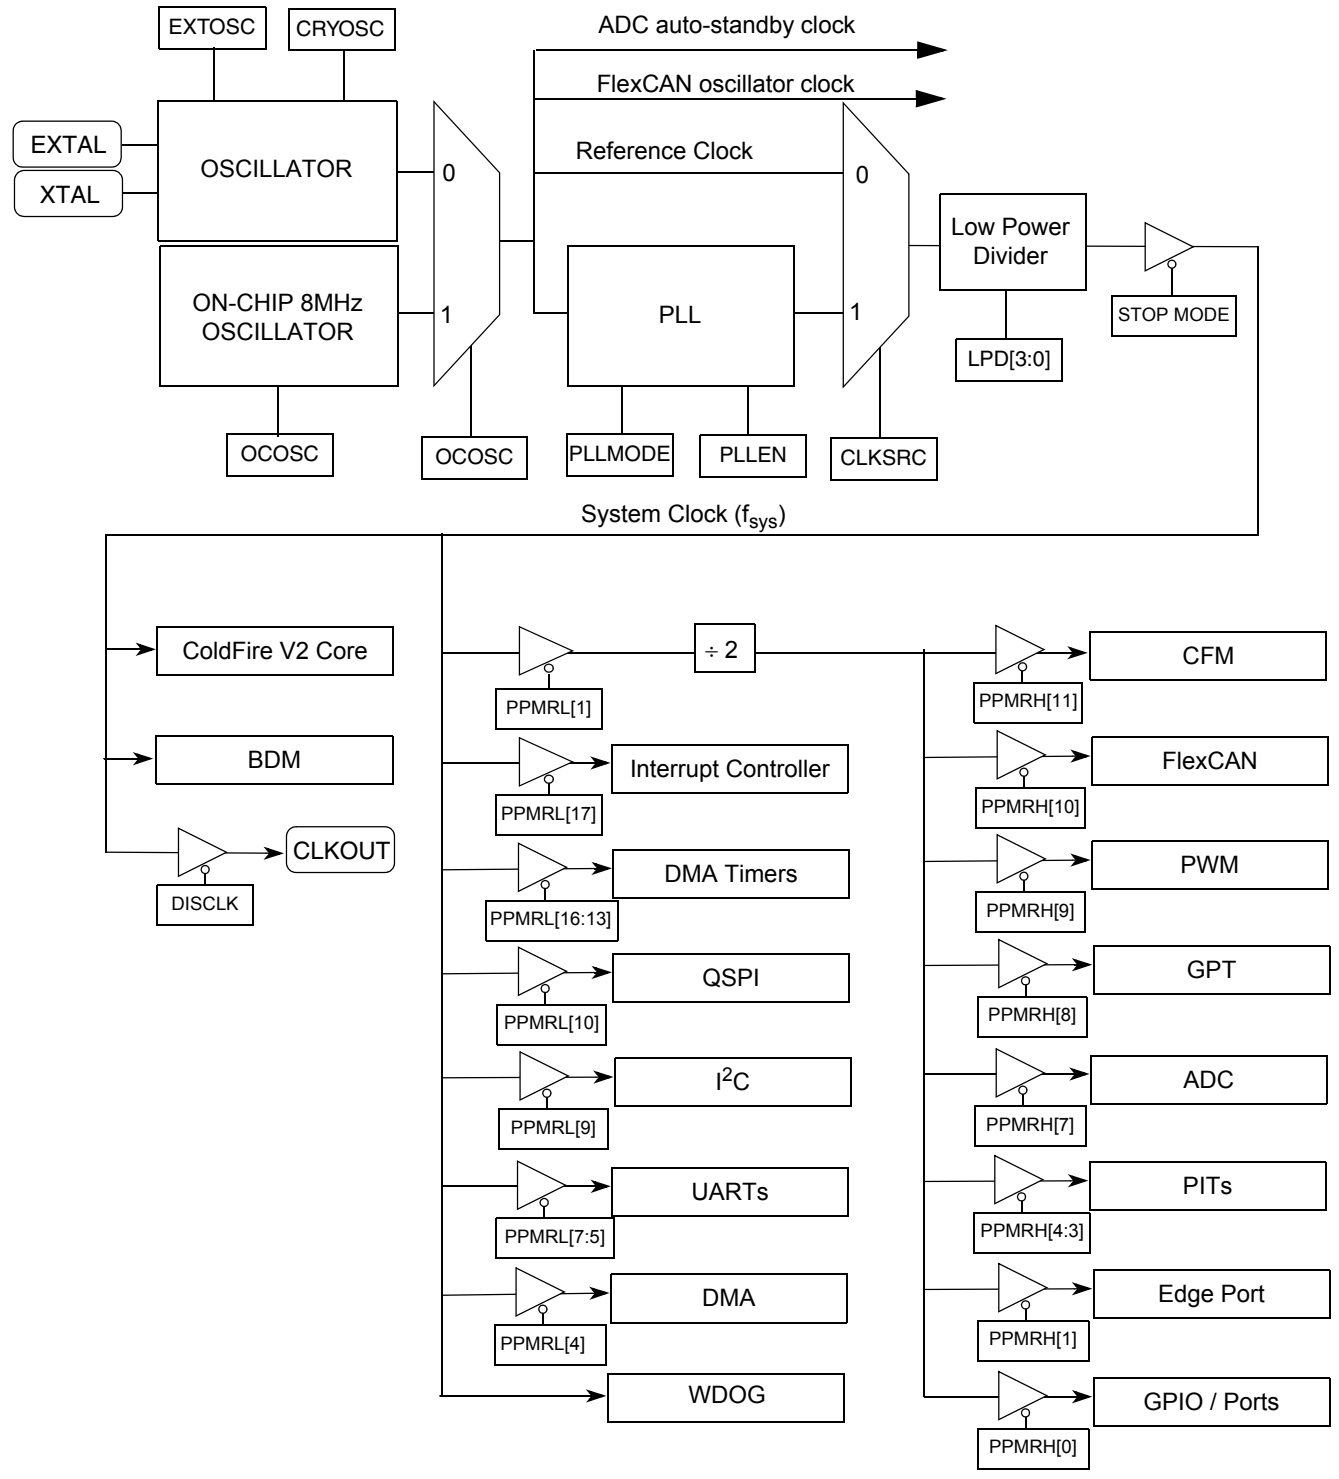 EXTOSC
CRYOSC
ADC auto-standby clock
FlexCAN oscillator clock
EXTAL
XTAL
OSCILLATOR
0
Reference Clock
0
Low Power
Divider
ON-CHIP 8MHz
OSCILLATOR
1
PLL
1
STOP MODE
LPD[3:0]
OCOSC
OCOSC
PLLMODE
PLLEN
CLKSRC
System Clock (fsys)
ColdFire V2 Core
÷ 2
CFM
PPMRL[1]
PPMRH[11]
BDM
Interrupt Controller
FlexCAN
PPMRL[17]
PPMRH[10]
CLKOUT
DISCLK
DMA Timers
PWM
PPMRL[16:13]
PPMRH[9]
QSPI
GPT
PPMRL[10]
PPMRH[8]
I²C
ADC
PPMRL[9]
PPMRH[7]
UARTs
PITs
PPMRL[7:5]
PPMRH[4:3]
DMA
Edge Port
PPMRL[4]
PPMRH[1]
WDOG
GPIO / Ports
PPMRH[0]